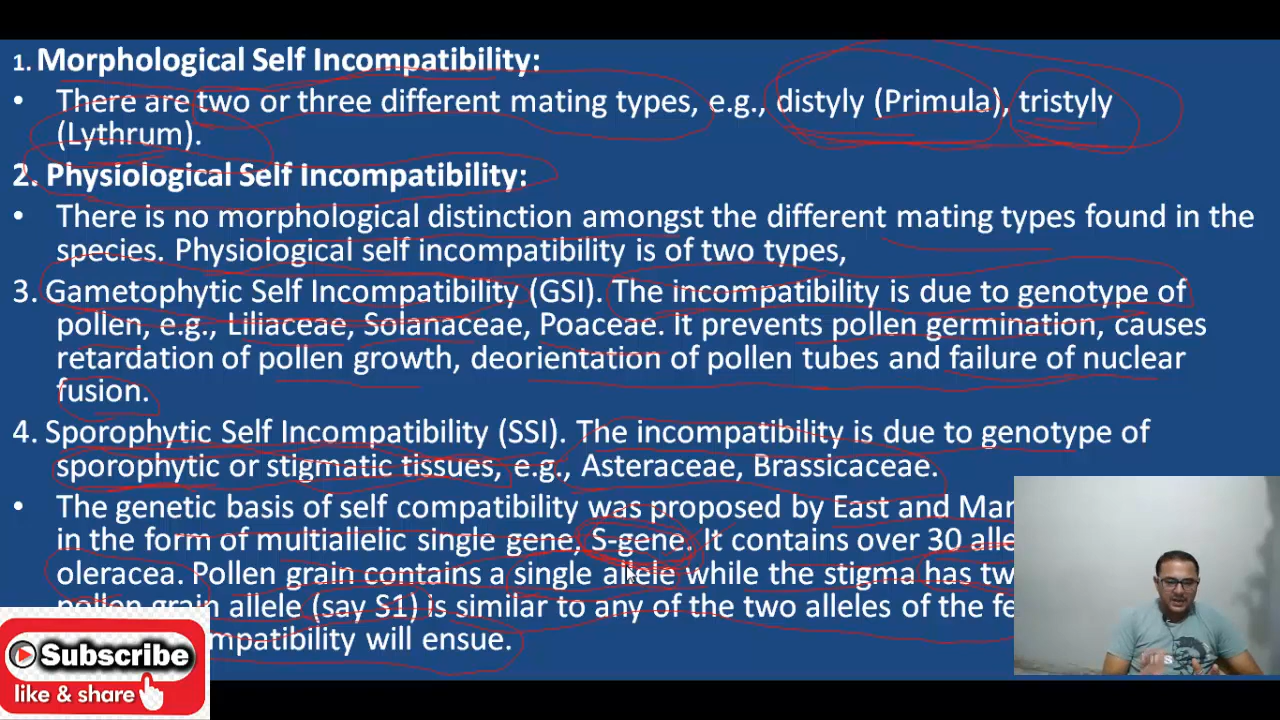 1. Morphological Self Incompatibility:
• There are two or three different mating types, e.g., distyly (Primula), tristyly
(Lythrum).
2. Physiological Self Incompatibility:
• There is no morphological distinction amongst the different mating types found in the
species. Physiological self incompatibility is of two types,
3. Gametophytic Self Incompatibility (GSI). The incompatibility is due to genotype of
pollen, e.g., Liliaceae, Solanaceae, Poaceae. It prevents pollen germination, causes
retardation of pollen growth, deorientation of pollen tubes and failure of nuclear
fusion.
4. Sporophytic Self Incompatibility (SSI). The incompatibility is due to genotype of
sporophytic or stigmatic tissues, e.g., Asteraceae, Brassicaceae.
• The genetic basis of self compatibility was proposed by East and
in the form of multiallelic single gene, S-gene. It contains over 30
oleracea. Pollen grain contains a single allele while the stigma has
pollen grain allele (say S1) is similar to any of the two alleles of the
will ensue.
Subscribe
like & share